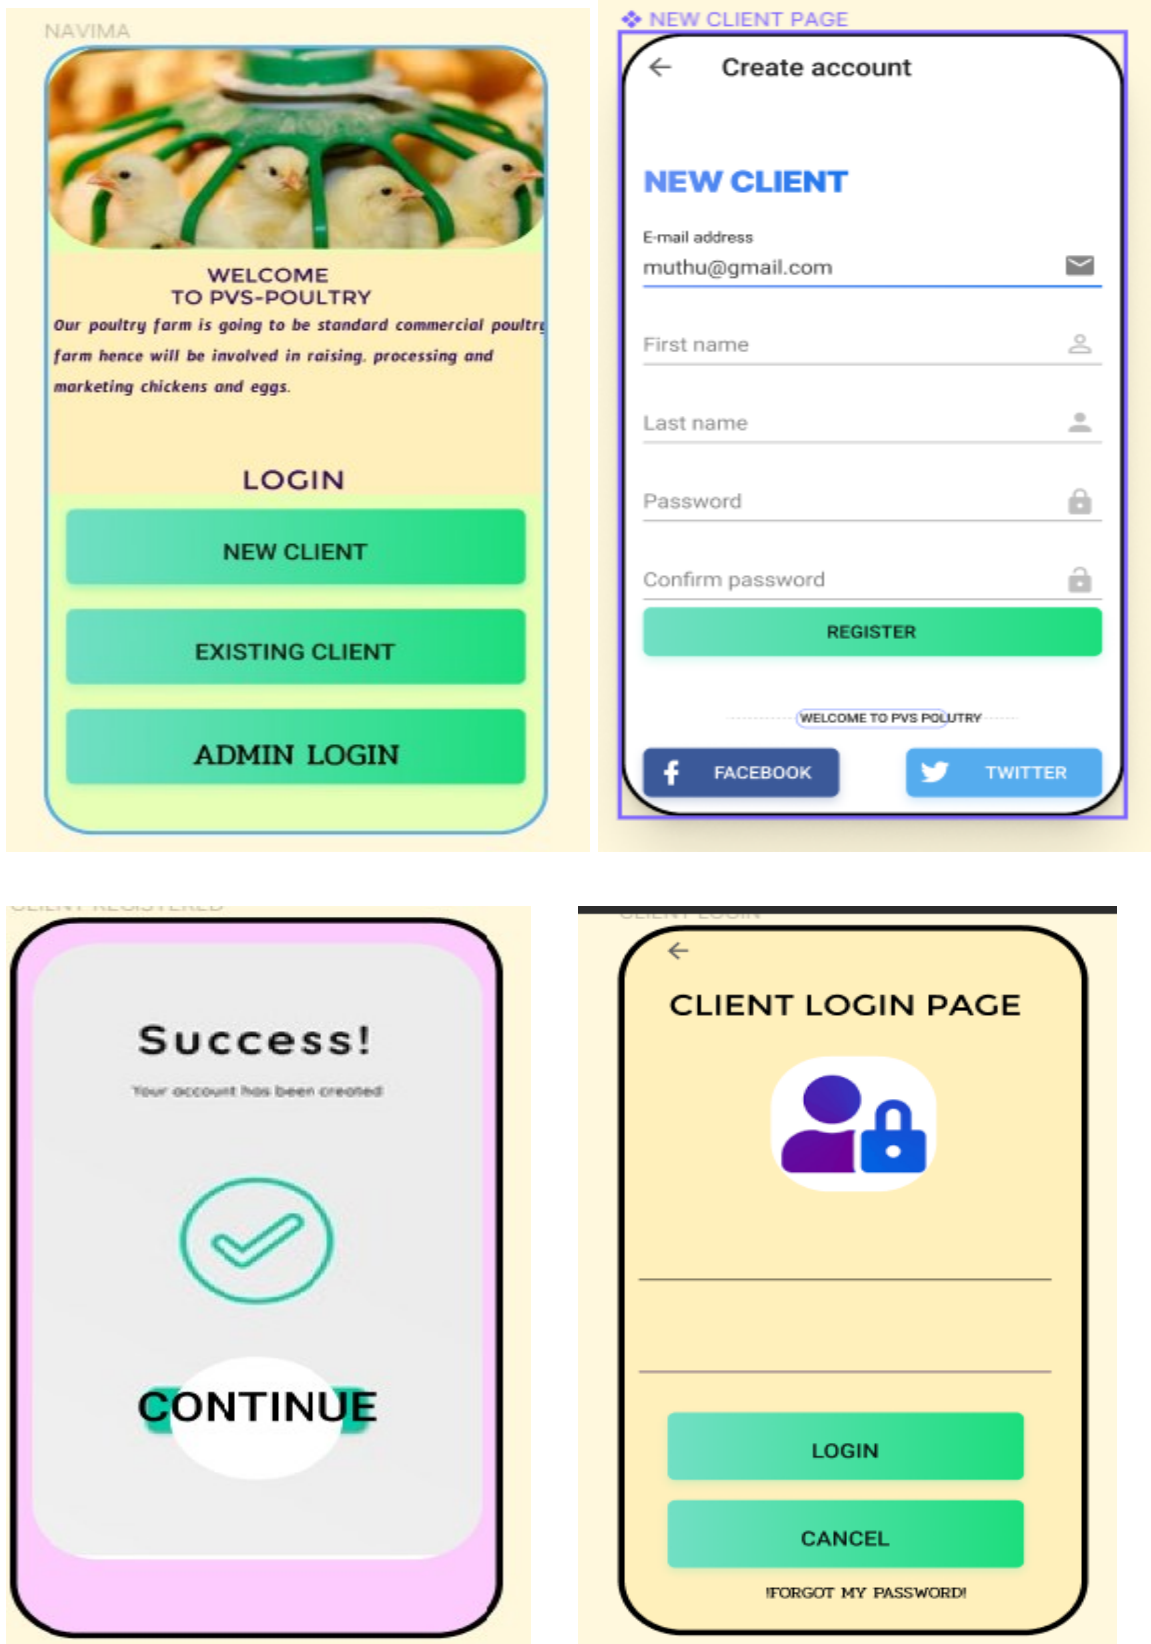 NAVIMA
WELCOME
TO PVS-POULTRY
Our poultry farm is going to be standard commercial poultry
farm hence will be involved in raising. processing and
marketing chickens and eggs.
LOGIN
NEW CLIENT
EXISTING CLIENT
ADMIN LOGIN
NEW CLIENT PAGE
Create account
NEW CLIENT
E-mail address
muthu@gmail.com
First name
Last name
Password
Confirm password
REGISTER
WELCOME TO PVS POLUTRY
FACEBOOK
TWITTER
CLIENT REGISTERED
Success!
Your account has been created
CONTINUE
CLIENT LOGIN
CLIENT LOGIN PAGE
LOGIN
CANCEL
!FORGOT MY PASSWORD!